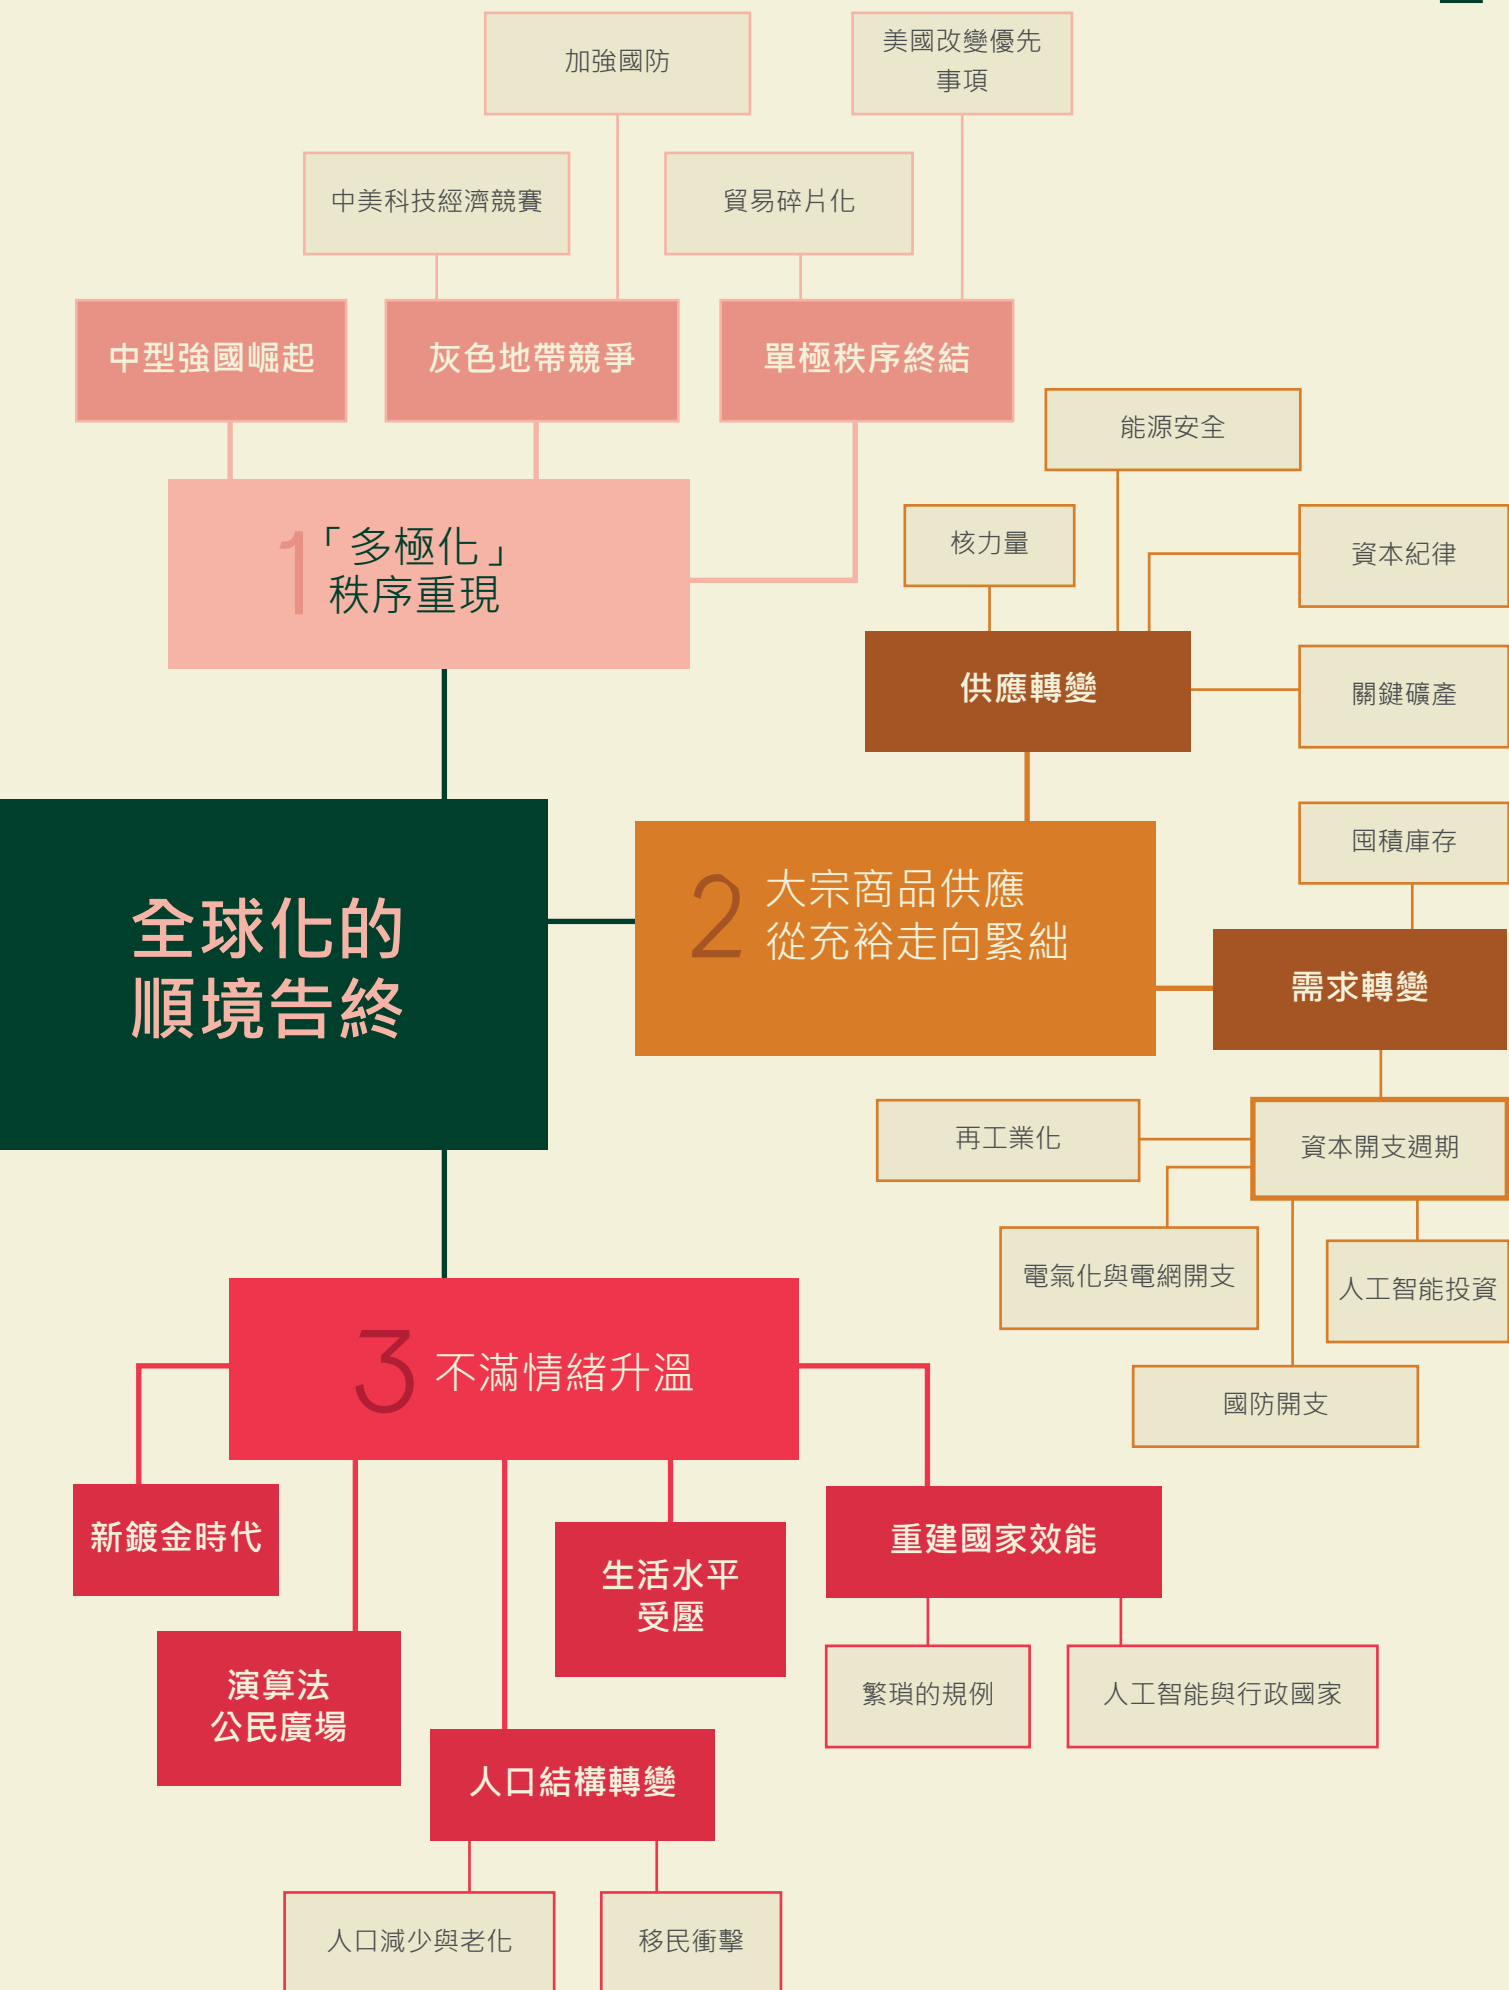 加強國防
美國改變優先
事項
中美科技經濟競賽
貿易碎片化
中型強國崛起
灰色地帶競爭
單極秩序終結
能源安全
核力量
資本紀律
1
「多極化」
秩序重現
供應轉變
關鍵礦產
囤積庫存
全球化的
順境告終
2
大宗商品供應
從充裕走向緊絀
需求轉變
再工業化
資本開支週期
電氣化與電網開支
人工智能投資
國防開支
3
不滿情緒升溫
新鍍金時代
生活水平
受壓
重建國家效能
演算法
公民廣場
繁瑣的規例
人工智能與行政國家
人口結構轉變
人口減少與老化
移民衝擊